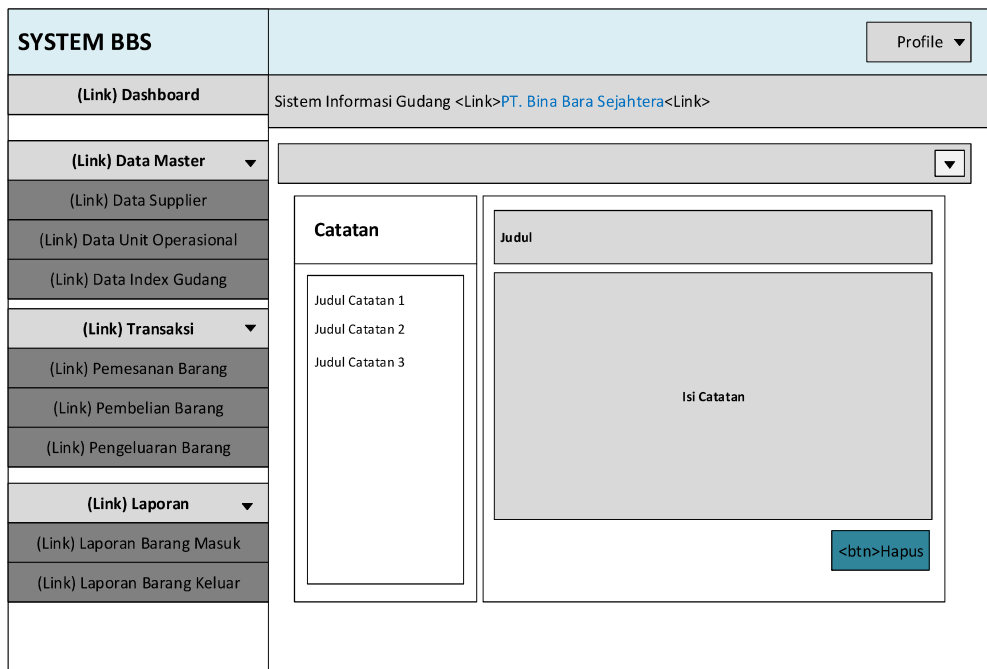 SYSTEM BBS
Profile
(Link) Dashboard
Sistem Informasi Gudang <Link>PT. Bina Bara Sejahtera<Link>
(Link) Data Master
(Link) Data Supplier
(Link) Data Unit Operasional
(Link) Data Index Gudang
(Link) Transaksi
(Link) Pemesanan Barang
(Link) Pembelian Barang
(Link) Pengeluaran Barang
(Link) Laporan
(Link) Laporan Barang Masuk
(Link) Laporan Barang Keluar
Catatan
Judul Catatan 1
Judul Catatan 2
Judul Catatan 3
Judul
Isi Catatan
<btn>Hapus